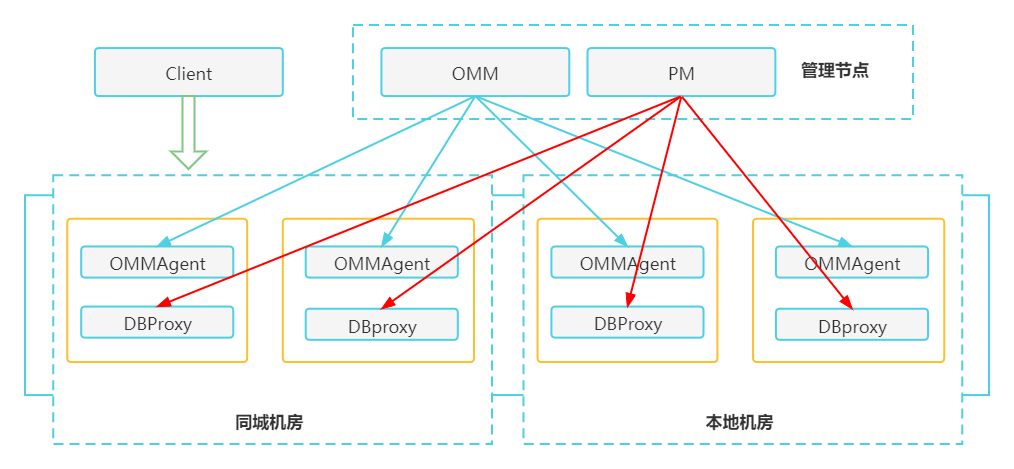 Client
OMM
PM
管理节点
OMMAgent
DBProxy
OMMAgent
DBproxy
同城机房
OMMAgent
DBProxy
OMMAgent
DBproxy
本地机房